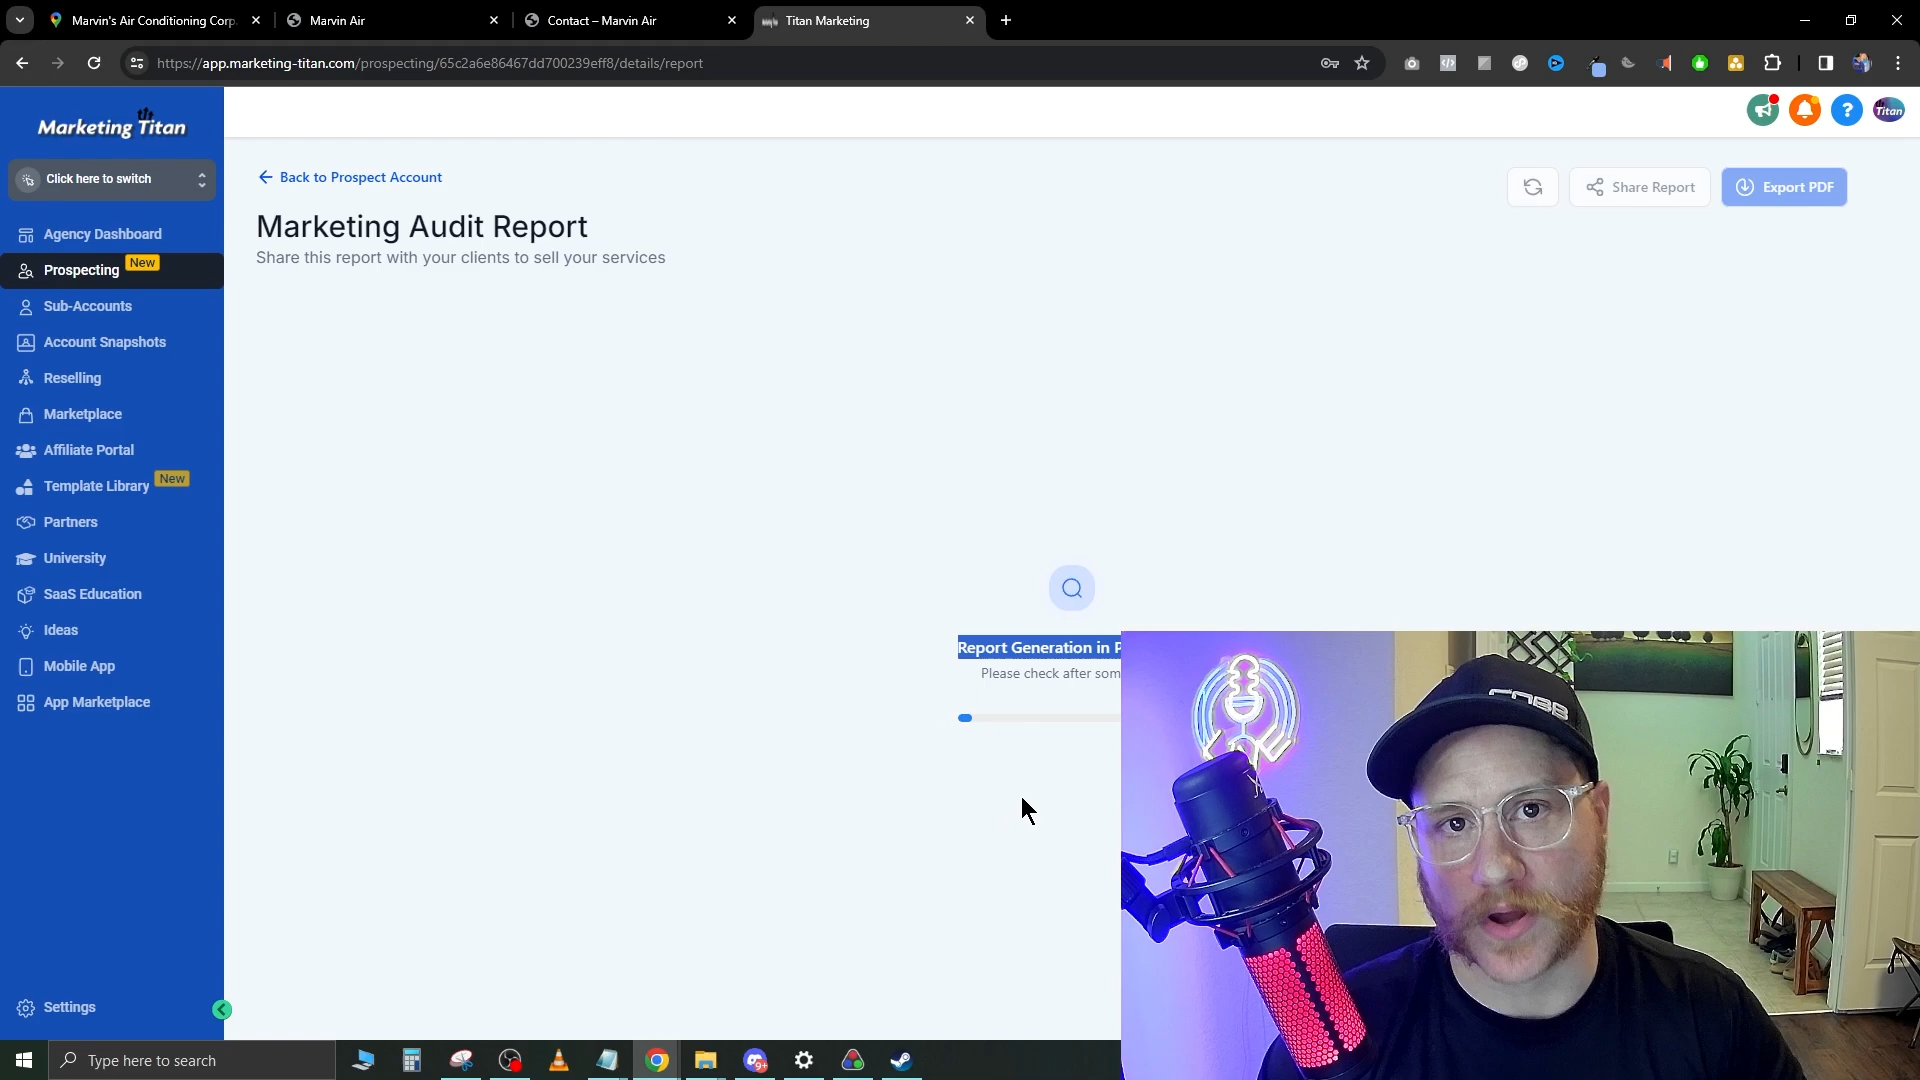 Marvin's Air Conditioning Corp
Marvin Air
Contact – Marvin Air
Titan Marketing
https://app.marketing-titan.com/prospecting/65c2a6e86467dd700239eff8/details/report
Marketing Titan
Titan
Click here to switch
Agency Dashboard
Prospecting
New
Sub-Accounts
Account Snapshots
Reselling
Marketplace
Affiliate Portal
Template Library
New
Partners
University
SaaS Education
Ideas
Mobile App
App Marketplace
Settings
Back to Prospect Account
Share Report
Export PDF
Marketing Audit Report
Share this report with your clients to sell your services
Report Generation in P
Please check after som
COBB
Type here to search
9+